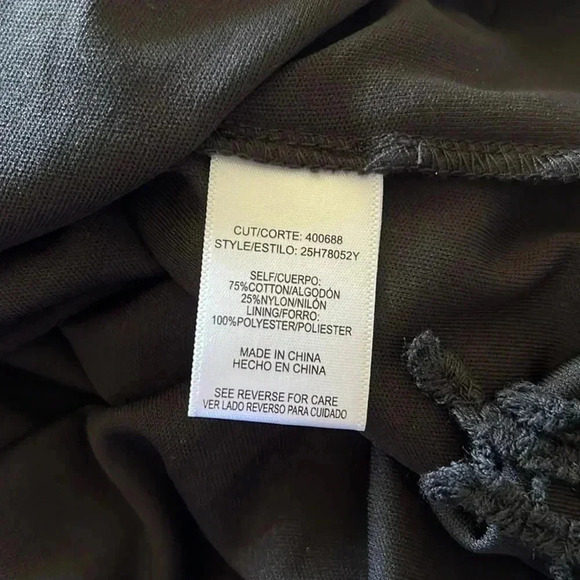 CUT/CORTE: 400688
STYLE/ESTILO: 25H78052Y
SELF/CUERPO:
75%COTTON/ALGODÓN
25%NYLON/NILÓN
LINING/FORRO:
100%POLYESTER/POLIESTER
MADE IN CHINA
HECHO EN CHINA
SEE REVERSE FOR CARE
VER LADO REVERSO PARA CUIDADO